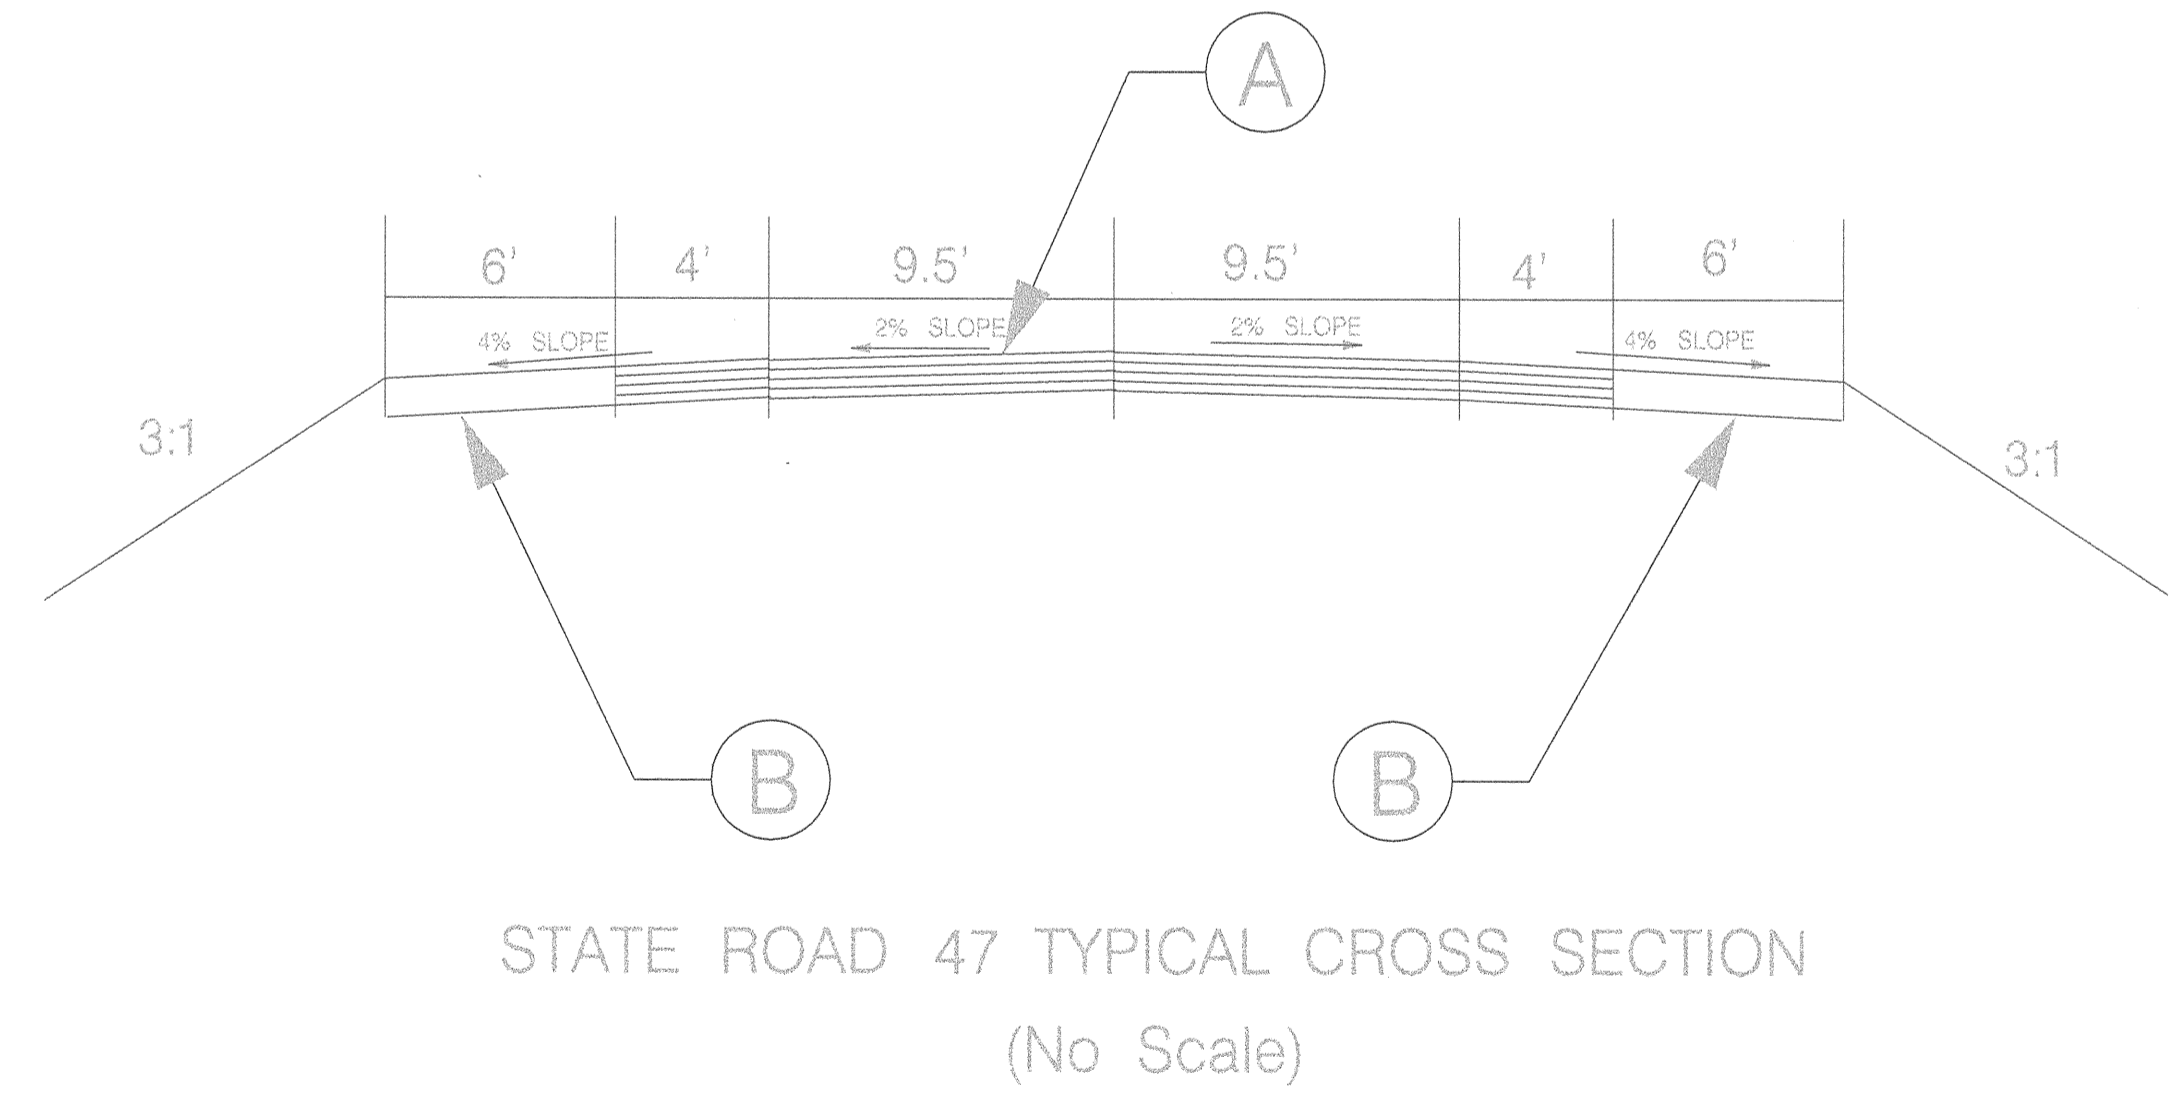 A
6' 4' 9.5' 9.5' 4' 6'
4% SLOPE 2% SLOPE 2% SLOPE 4% SLOPE
3:1 3:1
B B
STATE ROAD 47 TYPICAL CROSS SECTION
(No Scale)